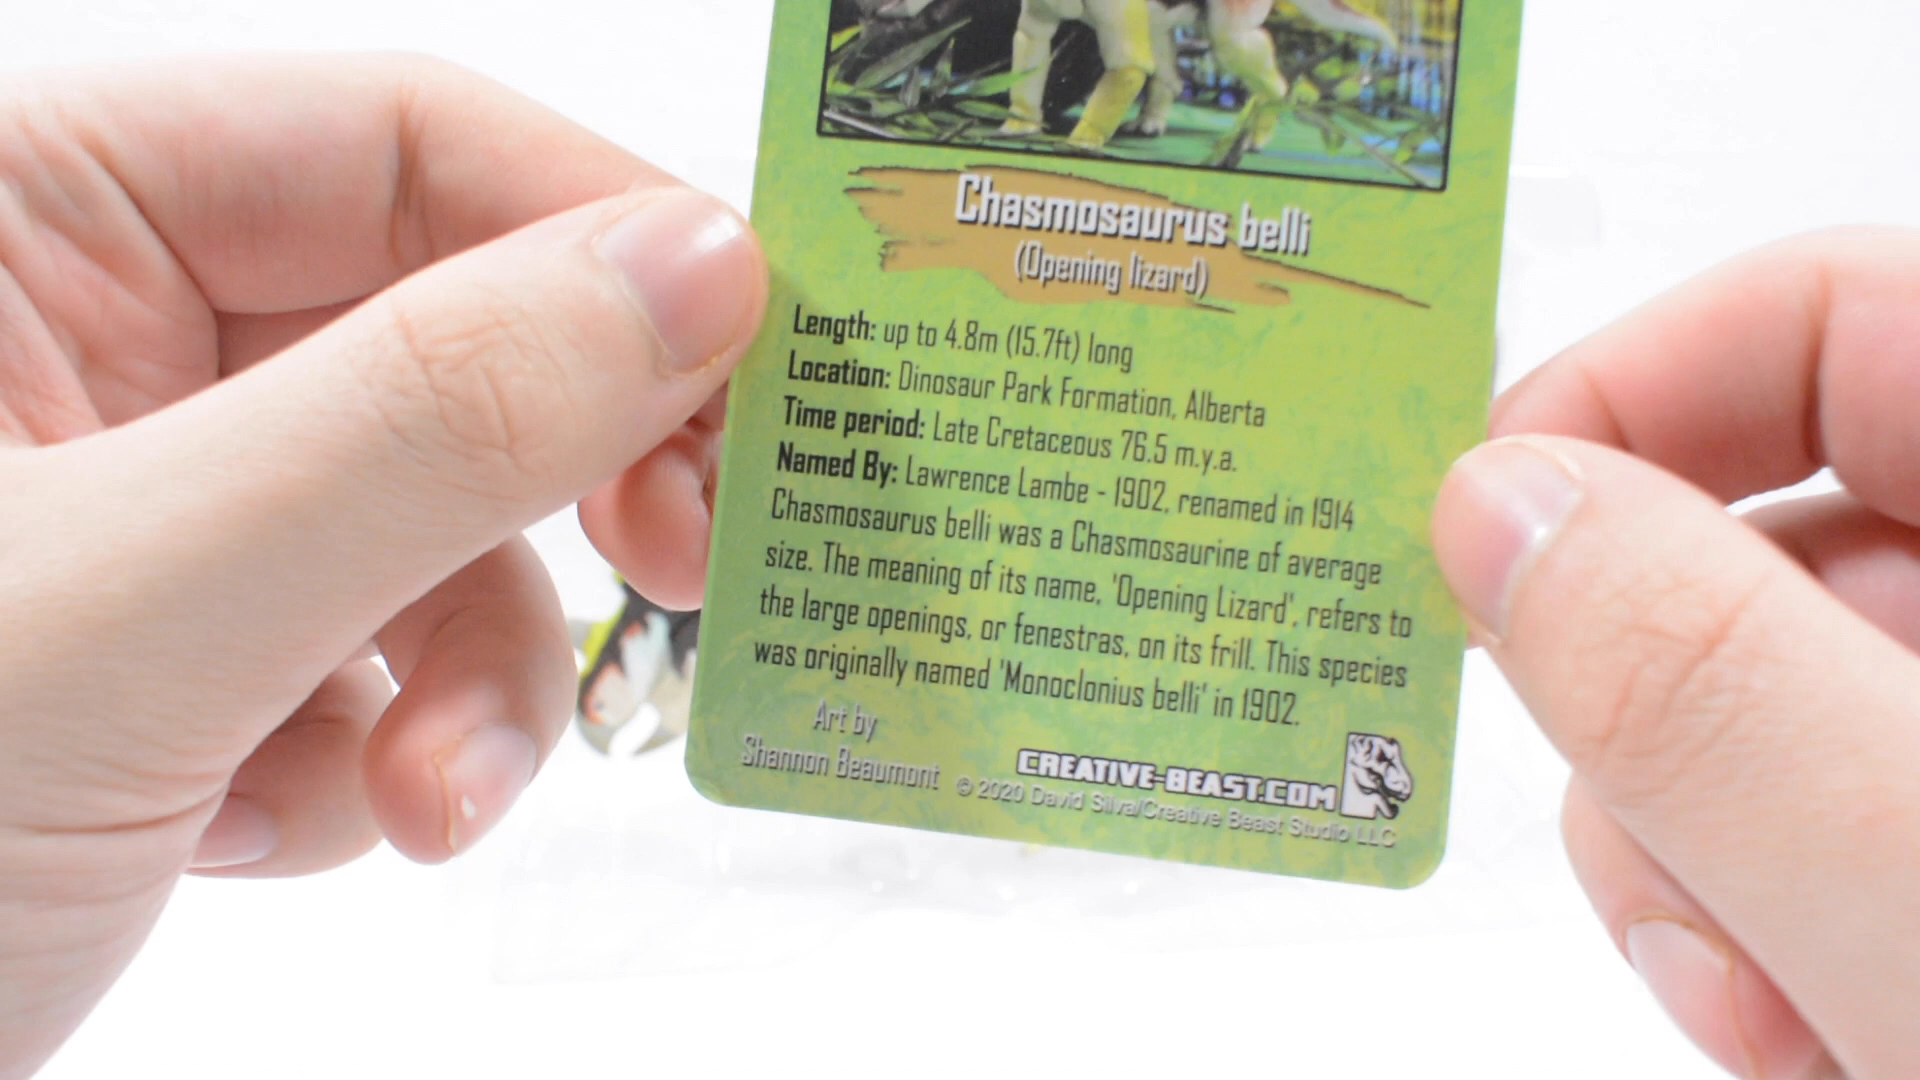 Chasmosaurus belli
(Opening lizard)
Length: up to 4.8m (15.7ft) long
Location: Dinosaur Park Formation, Alberta
Time period: Late Cretaceous 76.5 m.y.a.
Named By: Lawrence Lambe - 1902, renamed in 1914
Chasmosaurus belli was a Chasmosaurine of average
size. The meaning of its name, 'Opening Lizard', refers to
the large openings, or fenestras, on its frill. This species
was originally named 'Monoclonius belli' in 1902.
Art by
Shannon Beaumont
CREATIVE-BEAST.COM
© 2020 David Silva/Creative Beast Studio LLC